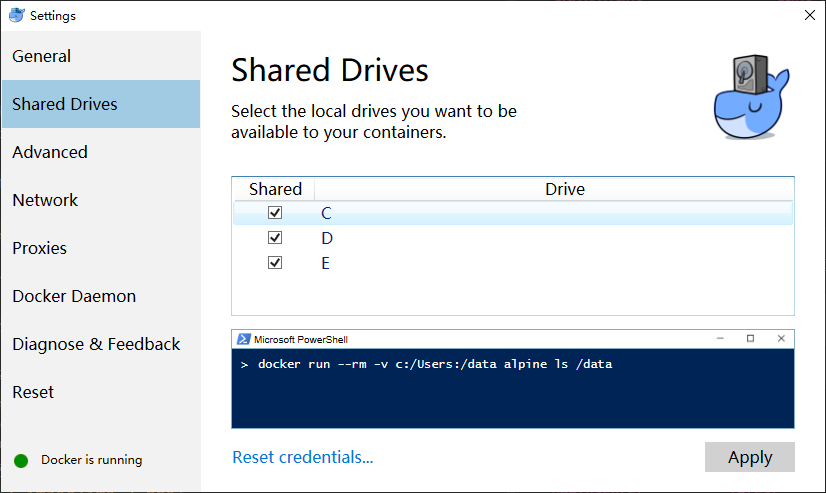 Settings
General
Shared Drives
Advanced
Network
Proxies
Docker Daemon
Diagnose & Feedback
Reset
Docker is running
Shared Drives
Select the local drives you want to be
available to your containers.
Shared Drive
C
D
E
Microsoft PowerShell
> docker run --rm -v c:/Users:/data alpine ls /data
Reset credentials...
Apply